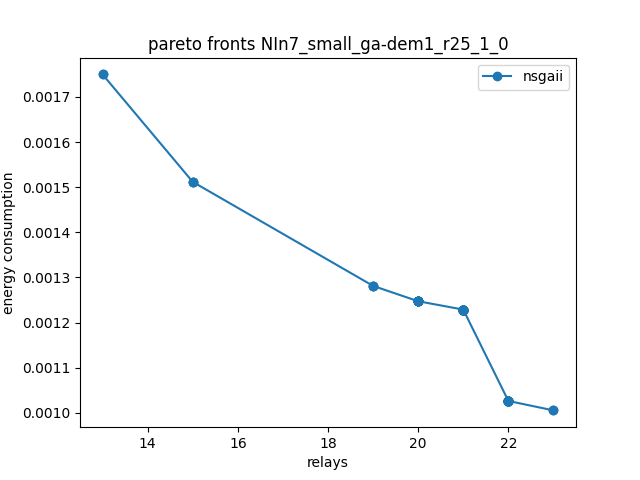 pareto fronts NIn7_small_ga-dem1_r25_1_0
nsgaii
energy consumption
0.0017
0.0016
0.0015
0.0014
0.0013
0.0012
0.0011
0.0010
14 16 18 20 22
relays